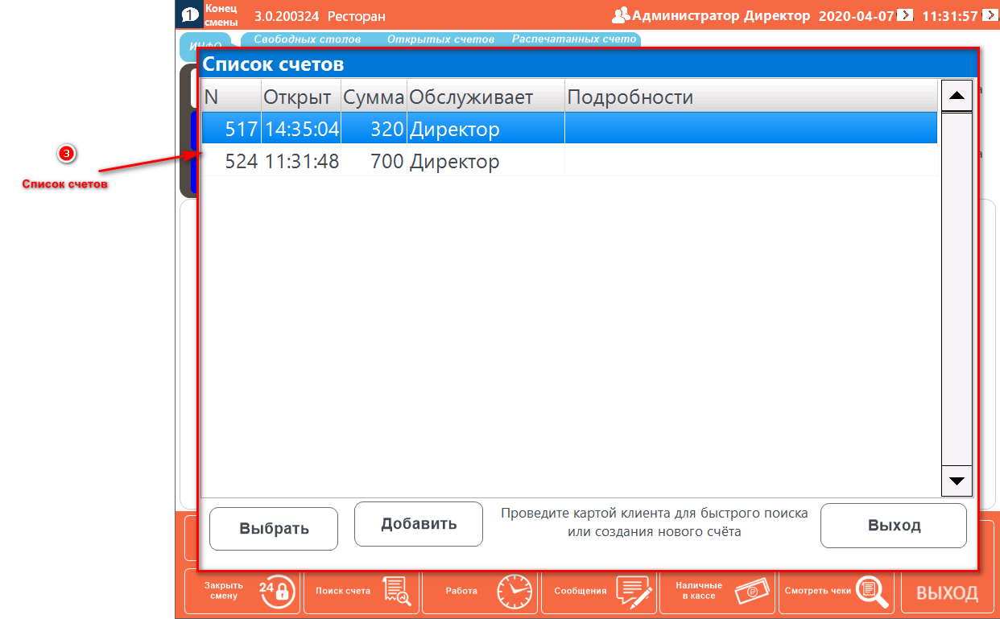 1 Конец
смены
3.0.200324 Ресторан
Администратор Директор 2020-04-07 11:31:57
ИНФО
Свободных столов Открытых счетов Распечатанных счето
Список счетов
N Открыт Сумма Обслуживает Подробности
517 14:35:04 320 Директор
524 11:31:48 700 Директор
3
Список счетов
Выбрать
Добавить
Проведите картой клиента для быстрого поиска
или создания нового счёта
Выход
Закрыть
смену
24
Поиск счета
Работа
Сообщения
Наличные
в кассе
Смотреть чеки
ВЫХОД